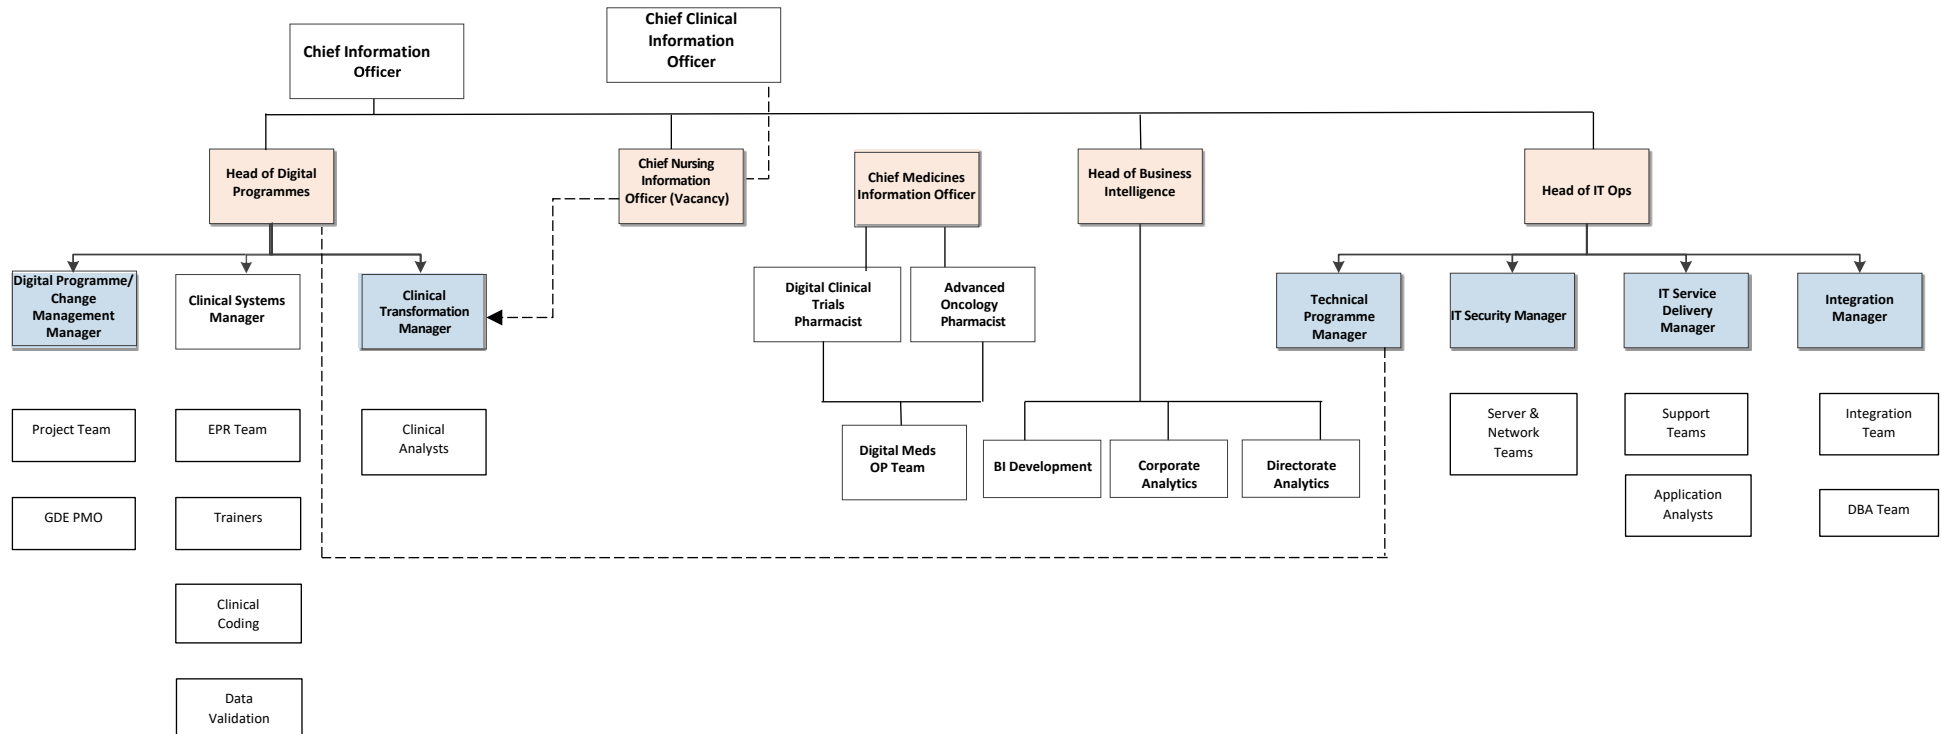 Chief Information
Officer
Chief Clinical
Information
Officer
Head of Digital
Programmes
Chief Nursing
Information
Officer (Vacancy)
Chief Medicines
Information Officer
Head of Business
Intelligence
Head of IT Ops
Digital Programme/
Change
Management
Manager
Clinical Systems
Manager
Clinical
Transformation
Manager
Digital Clinical
Trials
Pharmacist
Advanced
Oncology
Pharmacist
Technical
Programme
Manager
IT Security Manager
IT Service
Delivery
Manager
Integration
Manager
Project Team
EPR Team
Clinical
Analysts
Digital Meds
OP Team
BI Development
Corporate
Analytics
Directorate
Analytics
Server &
Network
Teams
Support
Teams
Integration
Team
GDE PMO
Trainers
Application
Analysts
DBA Team
Clinical
Coding
Data
Validation